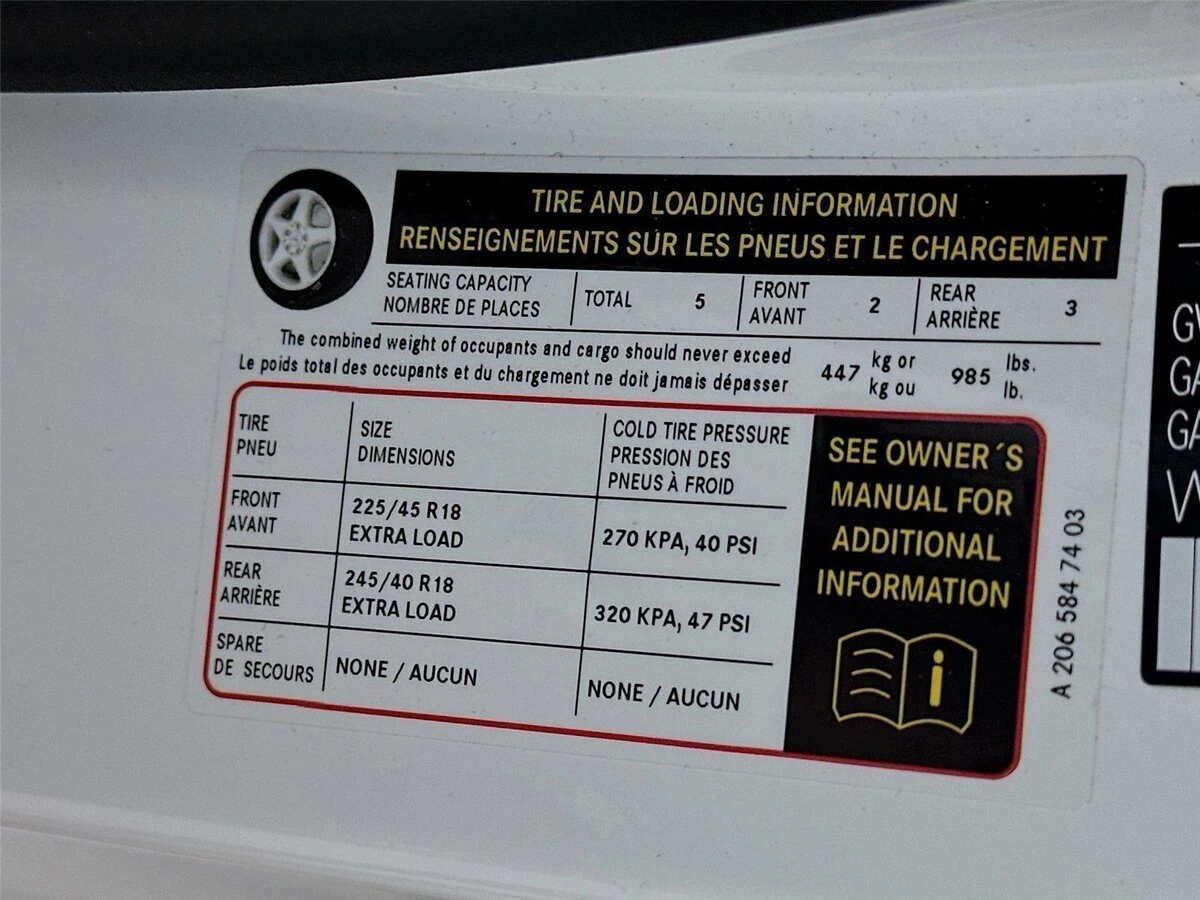 TIRE AND LOADING INFORMATION
RENSEIGNEMENTS SUR LES PNEUS ET LE CHARGEMENT
SEATING CAPACITY
NOMBRE DE PLACES
TOTAL 5
FRONT
AVANT
2
REAR
ARRIÈRE
3
The combined weight of occupants and cargo should never exceed
Le poids total des occupants et du chargement ne doit jamais dépasser
447
kg or
kg ou
985
lbs.
lb.
TIRE
PNEU
SIZE
DIMENSIONS
COLD TIRE PRESSURE
PRESSION DES
PNEUS À FROID
FRONT
AVANT
225/45 R18
EXTRA LOAD
270 KPA, 40 PSI
REAR
ARRIÈRE
245/40 R18
EXTRA LOAD
320 KPA, 47 PSI
SPARE
DE SECOURS
NONE / AUCUN
NONE / AUCUN
SEE OWNER´S
MANUAL FOR
ADDITIONAL
INFORMATION
i
A 206 584 74 03